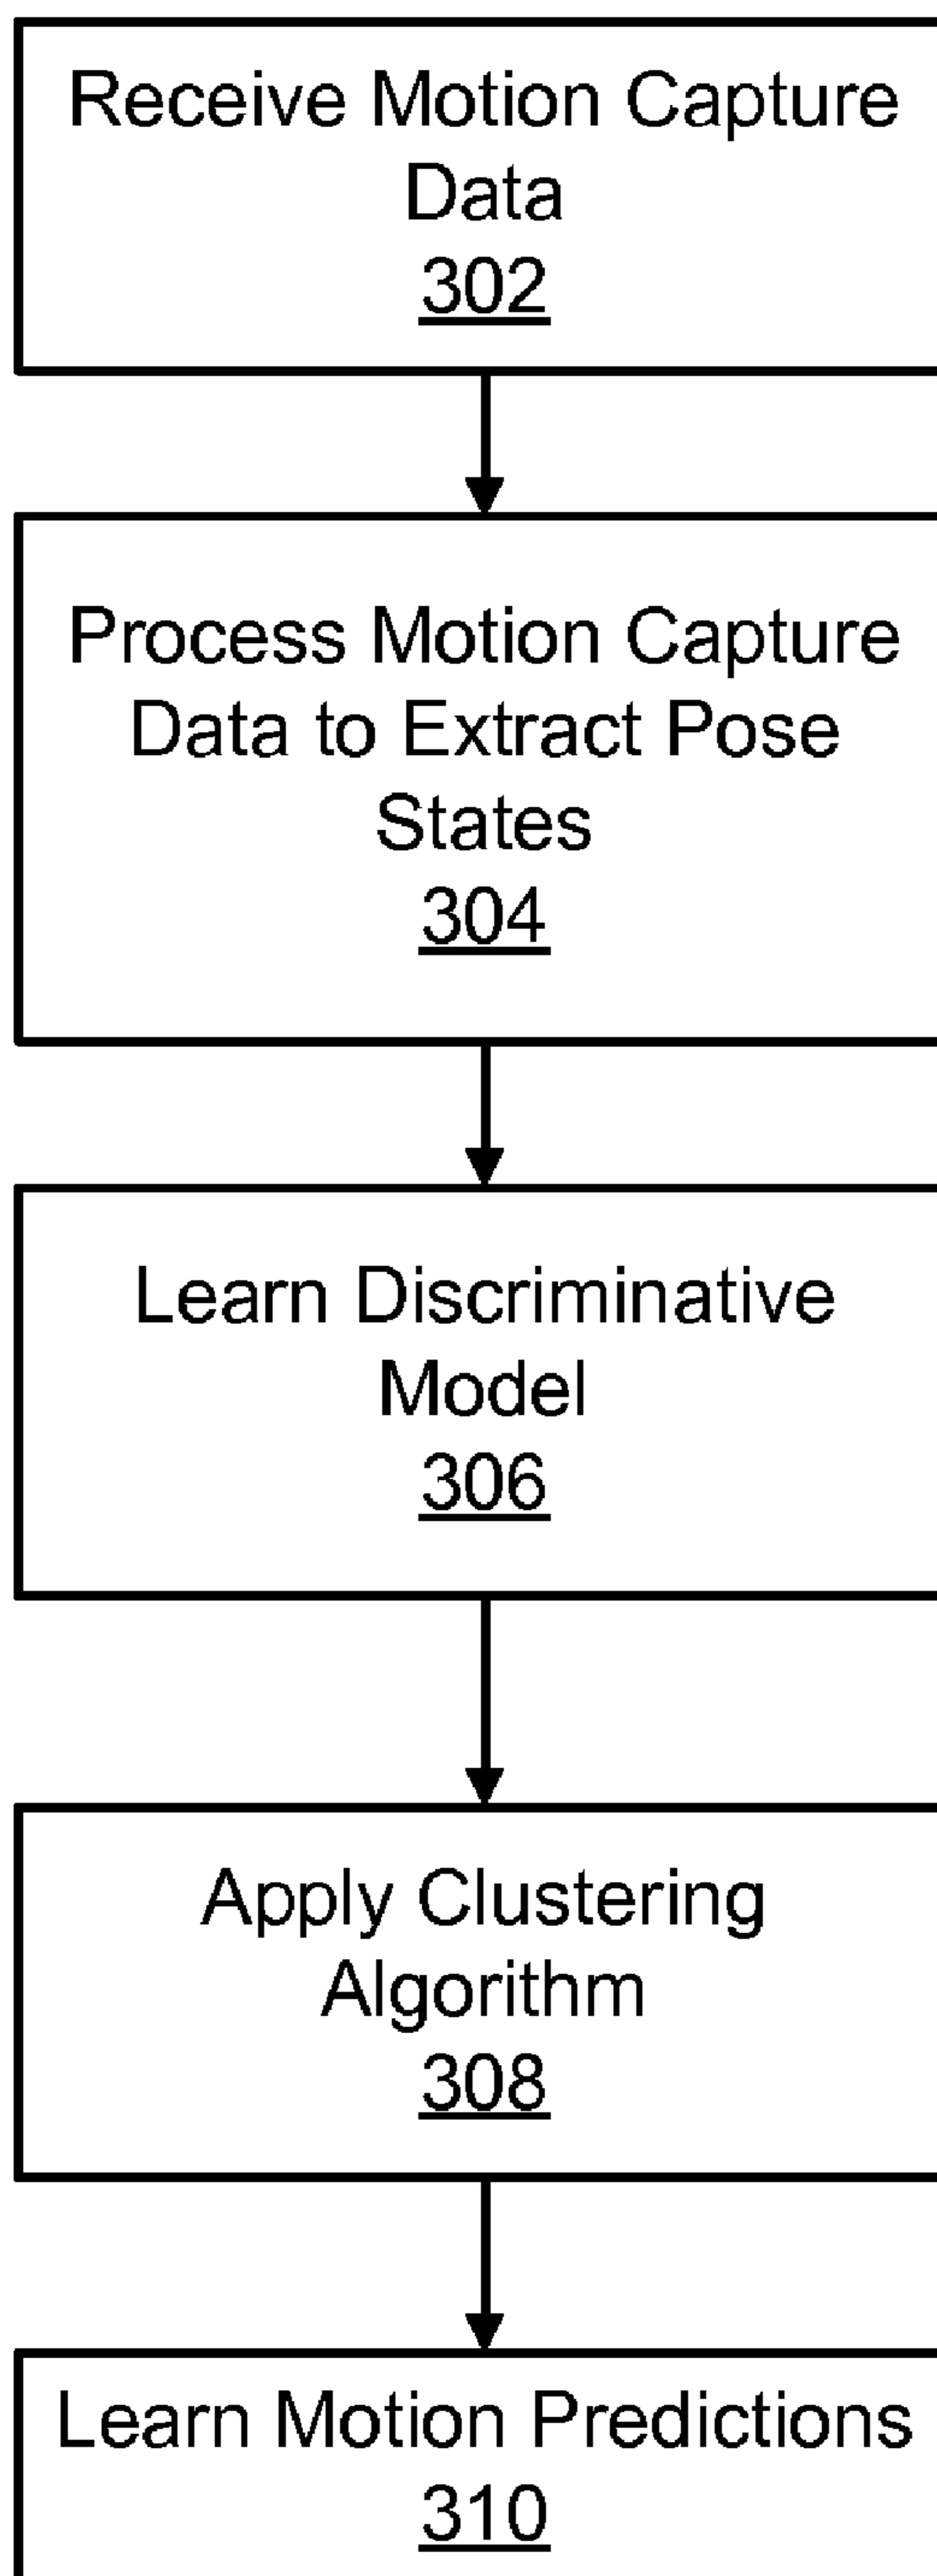 Receive Motion Capture
Data
302
Process Motion Capture
Data to Extract Pose
States
304
Learn Discriminative
Model
306
Apply Clustering
Algorithm
308
Learn Motion Predictions
310